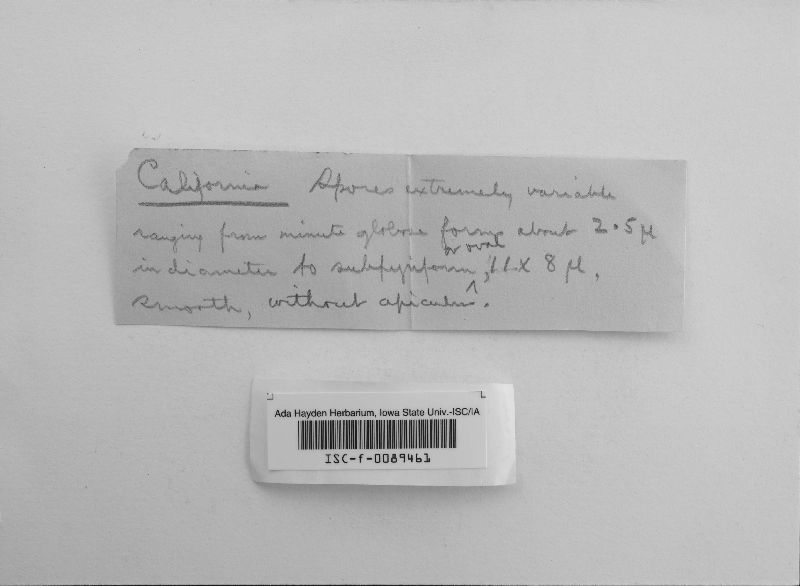 California Spores extremely variable
ranging from minute globose forms about 2.5 μ
in diameter to subpyriform, or oval 11 x 8 μ,
smooth, without apiculus.
Ada Hayden Herbarium, Iowa State Univ.-ISC/IA
ISC-f-0089461